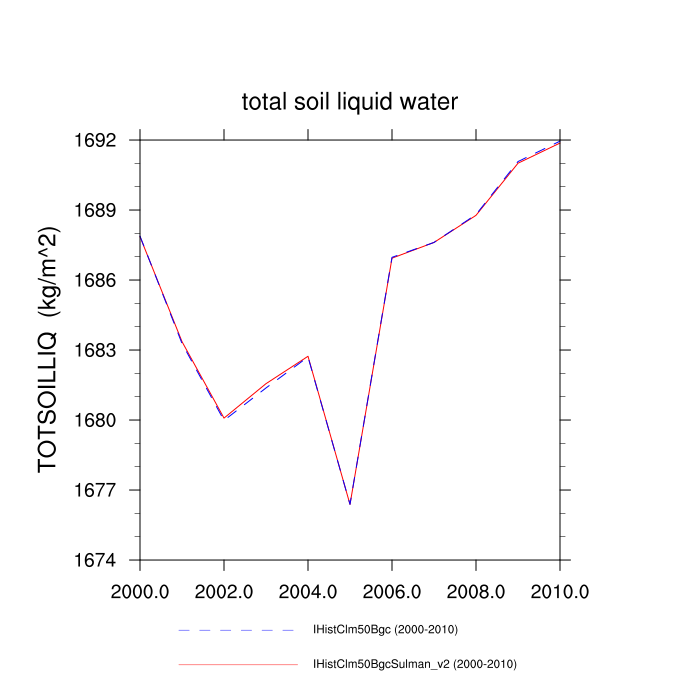 total soil liquid water
1692
1689
1686
1683
1680
1677
1674
TOTSOILLIQ (kg/m^2)
2000.0 2002.0 2004.0 2006.0 2008.0 2010.0
IHistClm50Bgc (2000-2010)
IHistClm50BgcSulman_v2 (2000-2010)